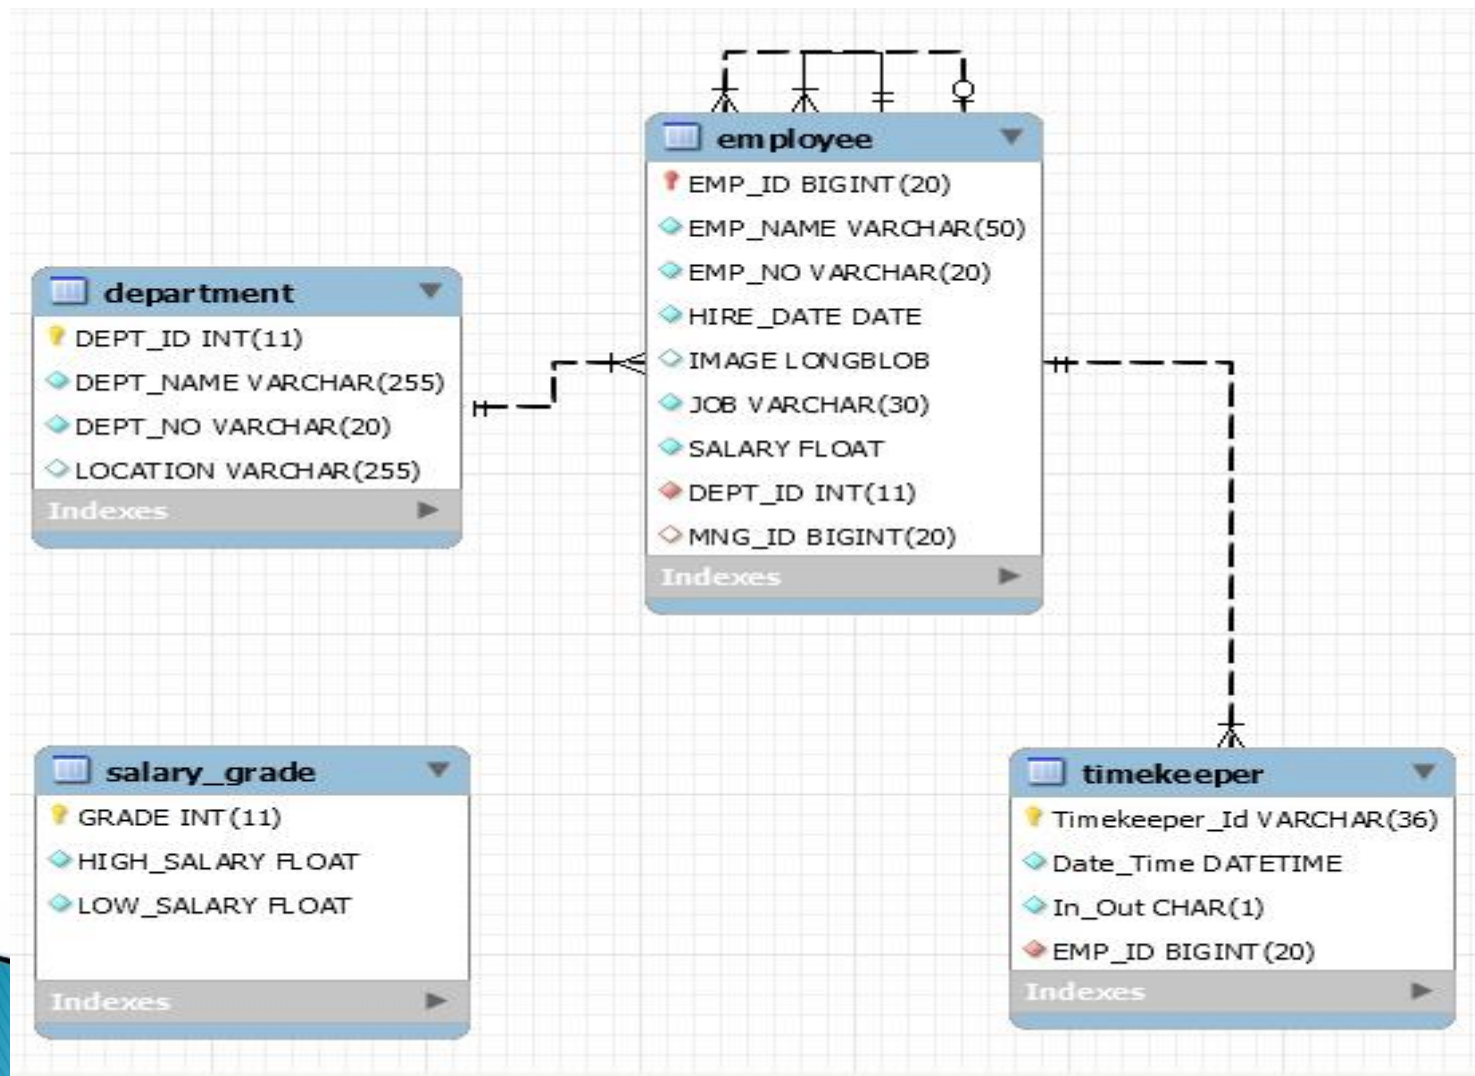 employee
EMP_ID BIGINT(20)
EMP_NAME VARCHAR(50)
EMP_NO VARCHAR(20)
HIRE_DATE DATE
IMAGE LONGBLOB
JOB VARCHAR(30)
SALARY FLOAT
DEPT_ID INT(11)
MNG_ID BIGINT(20)
Indexes
department
DEPT_ID INT(11)
DEPT_NAME VARCHAR(255)
DEPT_NO VARCHAR(20)
LOCATION VARCHAR(255)
Indexes
salary_grade
GRADE INT(11)
HIGH_SALARY FLOAT
LOW_SALARY FLOAT
Indexes
timekeeper
Timekeeper_Id VARCHAR(36)
Date_Time DATETIME
In_Out CHAR(1)
EMP_ID BIGINT(20)
Indexes